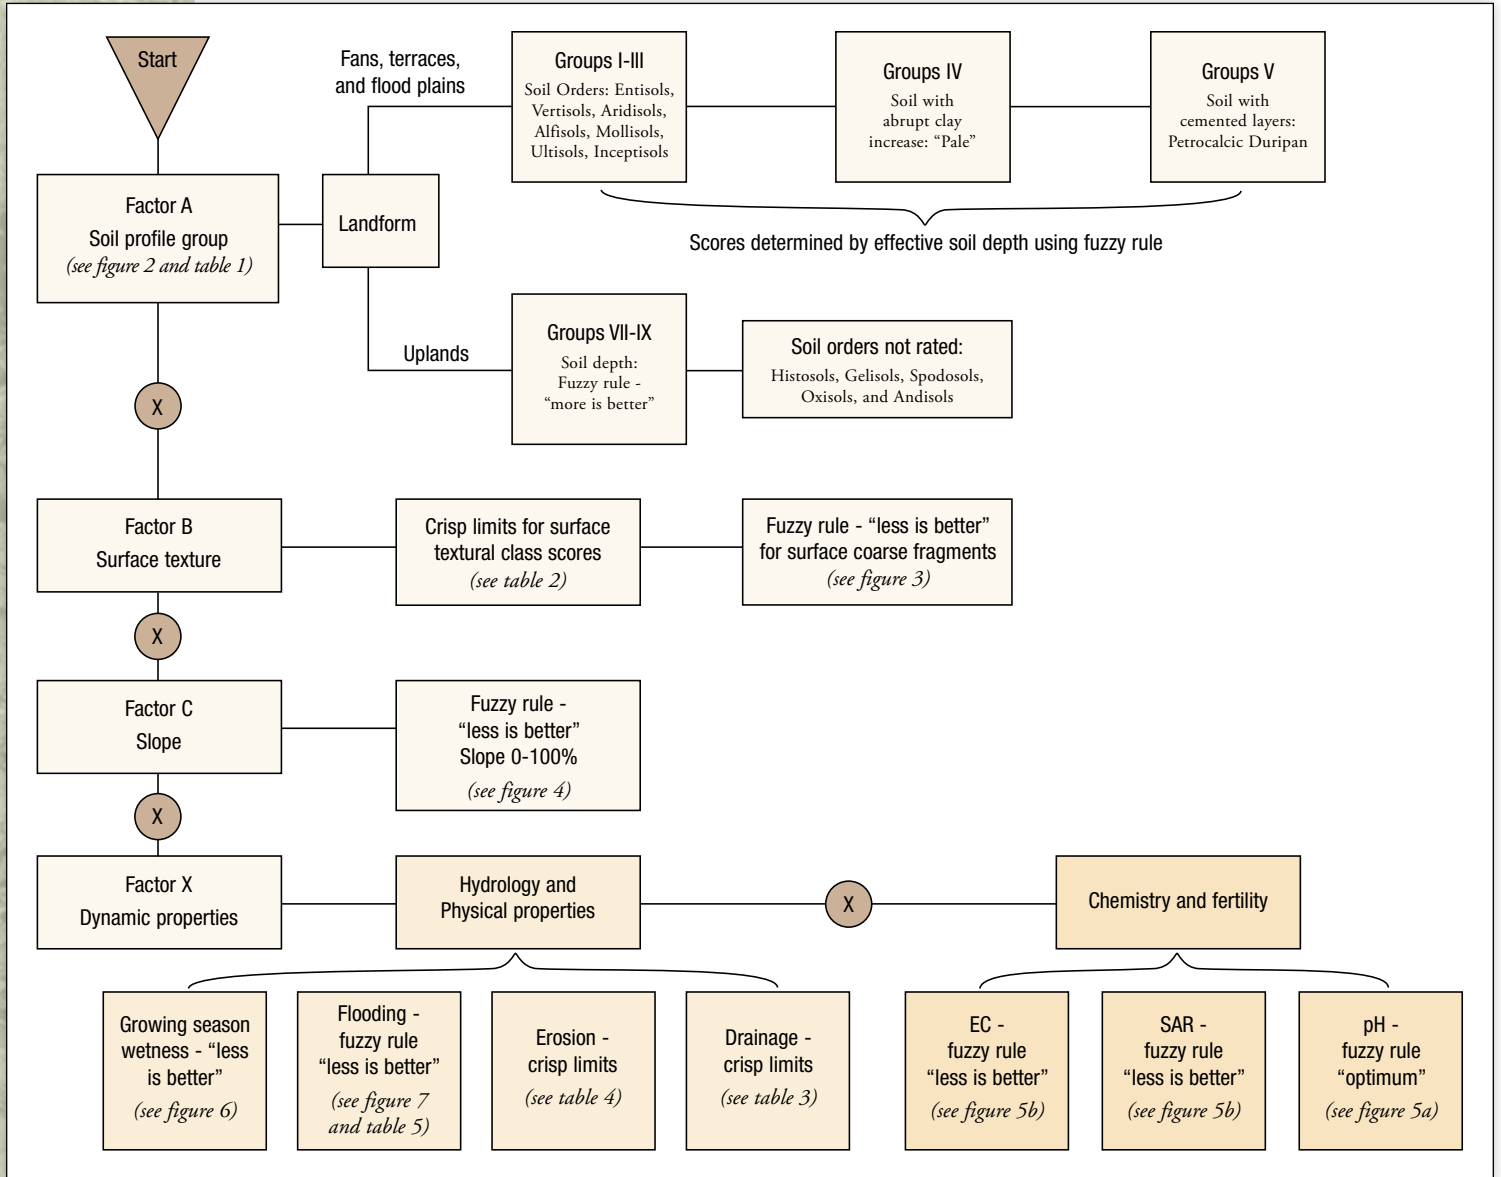 Start
Fans, terraces,
and flood plains
Groups I-III
Soil Orders: Entisols,
Vertisols, Aridisols,
Alfisols, Mollisols,
Ultisols, Inceptisols
Groups IV
Soil with
abrupt clay
increase: “Pale”
Groups V
Soil with
cemented layers:
Petrocalcic Duripan
Factor A
Soil profile group
(see figure 2 and table 1)
Landform
Scores determined by effective soil depth using fuzzy rule
Uplands
Groups VII-IX
Soil depth:
Fuzzy rule -
“more is better”
Soil orders not rated:
Histosols, Gelisols, Spodosols,
Oxisols, and Andisols
X
Factor B
Surface texture
Crisp limits for surface
textural class scores
(see table 2)
Fuzzy rule - “less is better”
for surface coarse fragments
(see figure 3)
X
Factor C
Slope
Fuzzy rule -
“less is better”
Slope 0-100%
(see figure 4)
X
Factor X
Dynamic properties
Hydrology and
Physical properties
X
Chemistry and fertility
Growing season
wetness - “less
is better”
(see figure 6)
Flooding -
fuzzy rule
“less is better”
(see figure 7
and table 5)
Erosion -
crisp limits
(see table 4)
Drainage -
crisp limits
(see table 3)
EC -
fuzzy rule
“less is better”
(see figure 5b)
SAR -
fuzzy rule
“less is better”
(see figure 5b)
pH -
fuzzy rule
“optimum”
(see figure 5a)